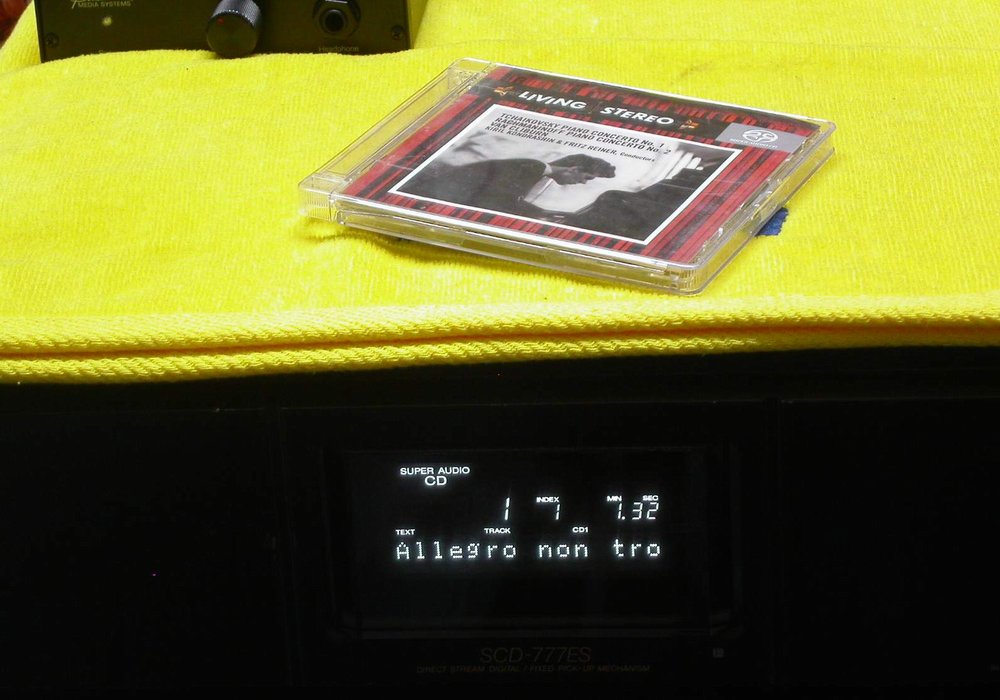 MEDIA SYSTEMS
Headphone
LIVING STEREO
TCHAIKOVSKY PIANO CONCERTO No. 1
RACHMANINOFF PIANO CONCERTO No. 2
VAN CLIBURN
KIRIL KONDRASHIN & FRITZ REINER, Conductors
SUPER AUDIO
CD
INDEX MIN SEC
1 1 1.32
TEXT TRACK CD1
Allegro non tro
SCD-777ES
DIRECT STREAM DIGITAL / FIXED PICK-UP MECHANISM